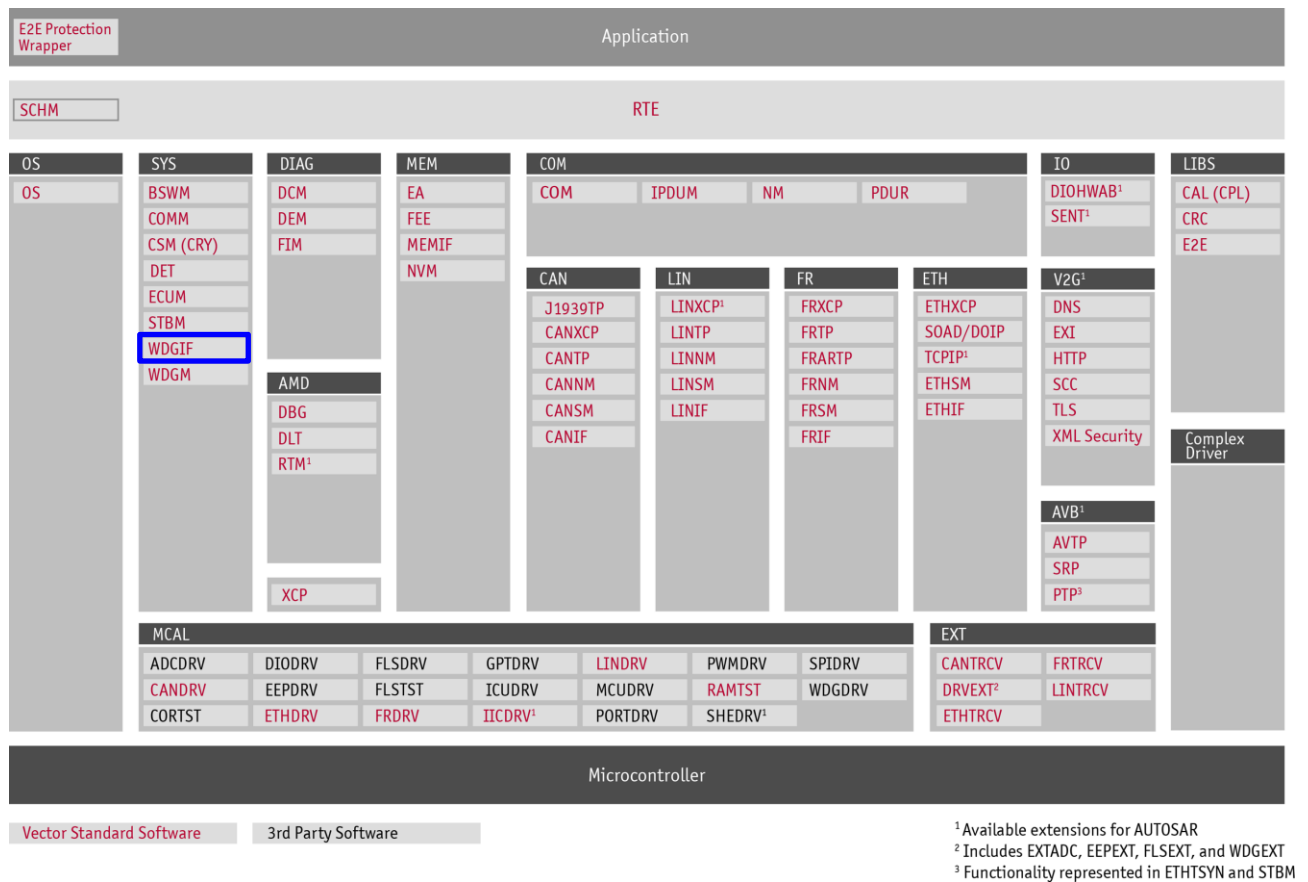 E2E Protection
Wrapper
Application
SCHM
RTE
OS
OS
SYS
BSWM
COMM
CSM (CRY)
DET
ECUM
STBM
WDGIF
WDGM
DIAG
DCM
DEM
FIM
AMD
DBG
DLT
RTM¹
XCP
MEM
EA
FEE
MEMIF
NVM
COM
COM IPDUM NM PDUR
CAN
J1939TP
CANXCP
CANTP
CANNM
CANSM
CANIF
LIN
LINXCP¹
LINTP
LINNM
LINSM
LINIF
FR
FRXCP
FRTP
FRARTP
FRNM
FRSM
FRIF
ETH
ETHXCP
SOAD/DOIP
TCPIP¹
ETHSM
ETHIF
IO
DIOHWAB¹
SENT¹
V2G¹
DNS
EXI
HTTP
SCC
TLS
XML Security
AVB¹
AVTP
SRP
PTP³
LIBS
CAL (CPL)
CRC
E2E
Complex
Driver
MCAL
ADCDRV DIODRV FLSDRV GPTDRV LINDRV PWMDRV SPIDRV
CANDRV EEPDRV FLSTST ICUDRV MCUDRV RAMTST WDGDRV
CORTST ETHDRV FRDRV IICDRV¹ PORTDRV SHEDRV¹
EXT
CANTRCV FRTRCV
DRVEXT² LINTRCV
ETHTRCV
Microcontroller
Vector Standard Software
3rd Party Software
¹ Available extensions for AUTOSAR
² Includes EXTADC, EEPEXT, FLSEXT, and WDGEXT
³ Functionality represented in ETHTSYN and STBM